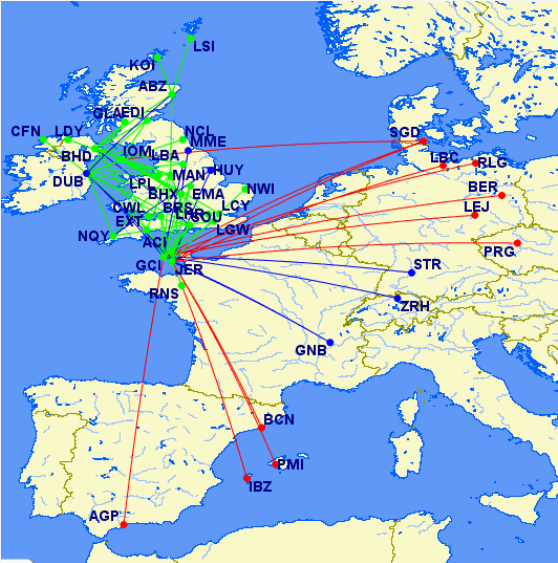 LSI
KOI
ABZ
GLA
EDI
CFN
LDY
NCL
MME
SGD
BHD
IOM
LBA
LBC
RLG
DUB
LPL
MAN
HUY
BHX
EMA
NWI
BER
CWL
BRS
LCY
EXT
SOU
LEJ
NQY
LGW
ACI
PRG
GCI
JER
STR
RNS
ZRH
GNB
BCN
PMI
IBZ
AGP